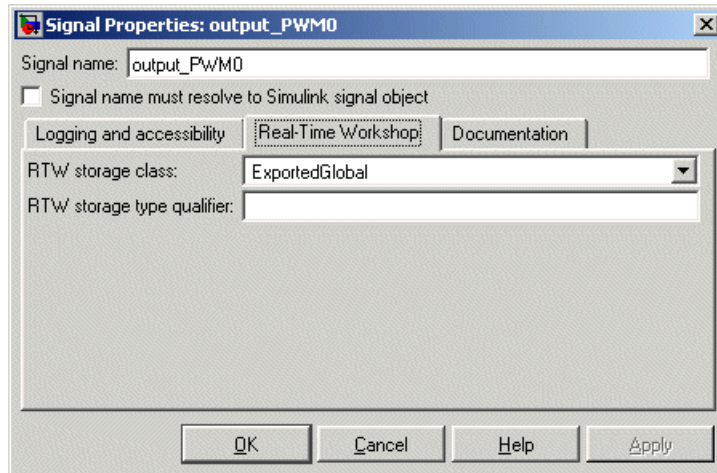 Signal Properties: output_PWM0
Signal name: output_PWM0
Signal name must resolve to Simulink signal object
Logging and accessibility Real-Time Workshop Documentation
RTW storage class: ExportedGlobal
RTW storage type qualifier:
OK Cancel Help Apply